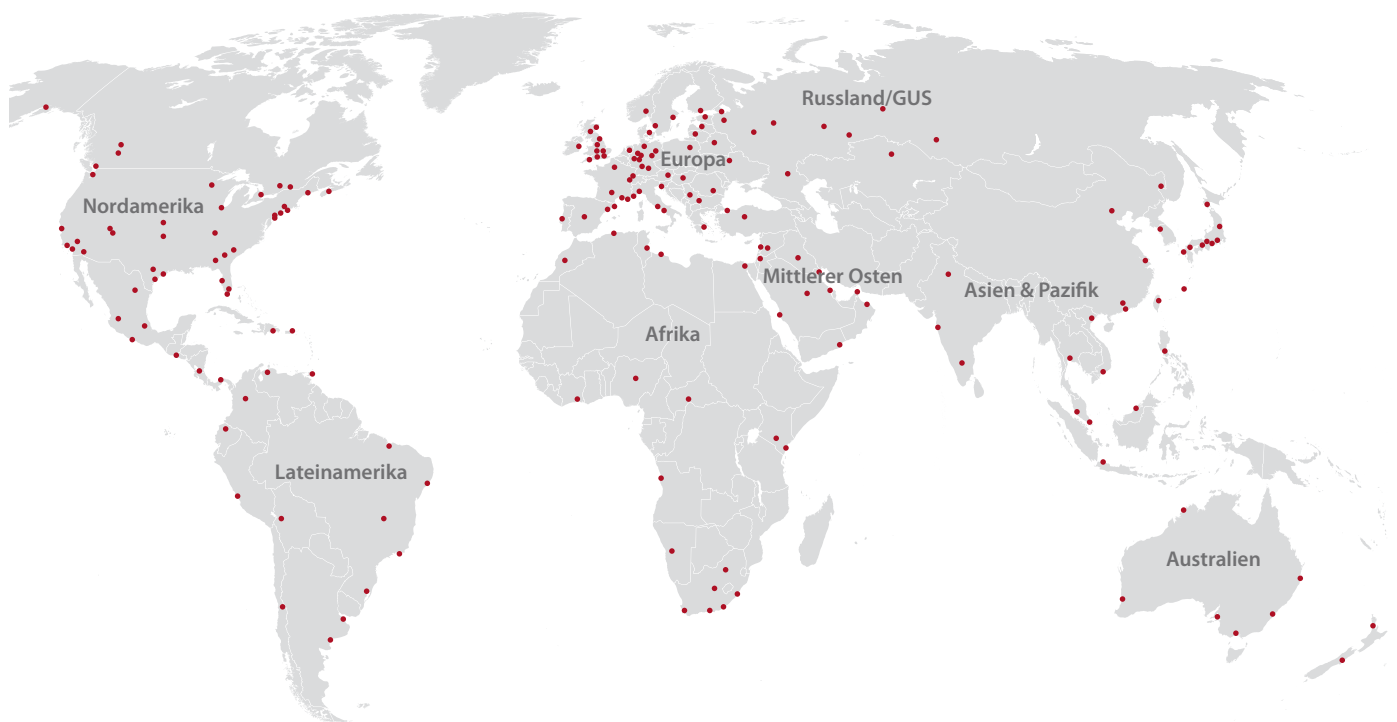 Russland/GUS
Europa
Nordamerika
Mittlerer Osten
Asien & Pazifik
Afrika
Lateinamerika
Australien